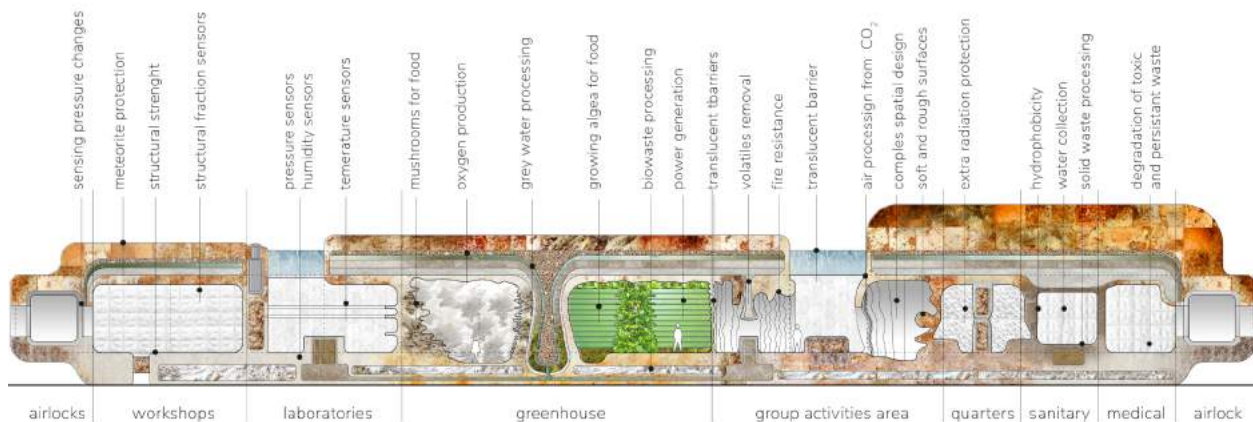 sensing pressure changes
meteorite protection
structural strenght
structural fraction sensors
pressure sensors
humidity sensors
temerature sensors
mushrooms for food
oxygen production
grey water processing
growing algea for food
biowaste processing
power generation
translucent tbarriers
volatiles removal
fire resistance
translucent barrier
air processign from CO₂
comples spatial design
soft and rough surfaces
extra radiation protection
hydrophobicity
water collection
solid waste processing
degradation of toxic
and persistant waste
airlocks
workshops
laboratories
greenhouse
group activities area
quarters
sanitary
medical
airlock